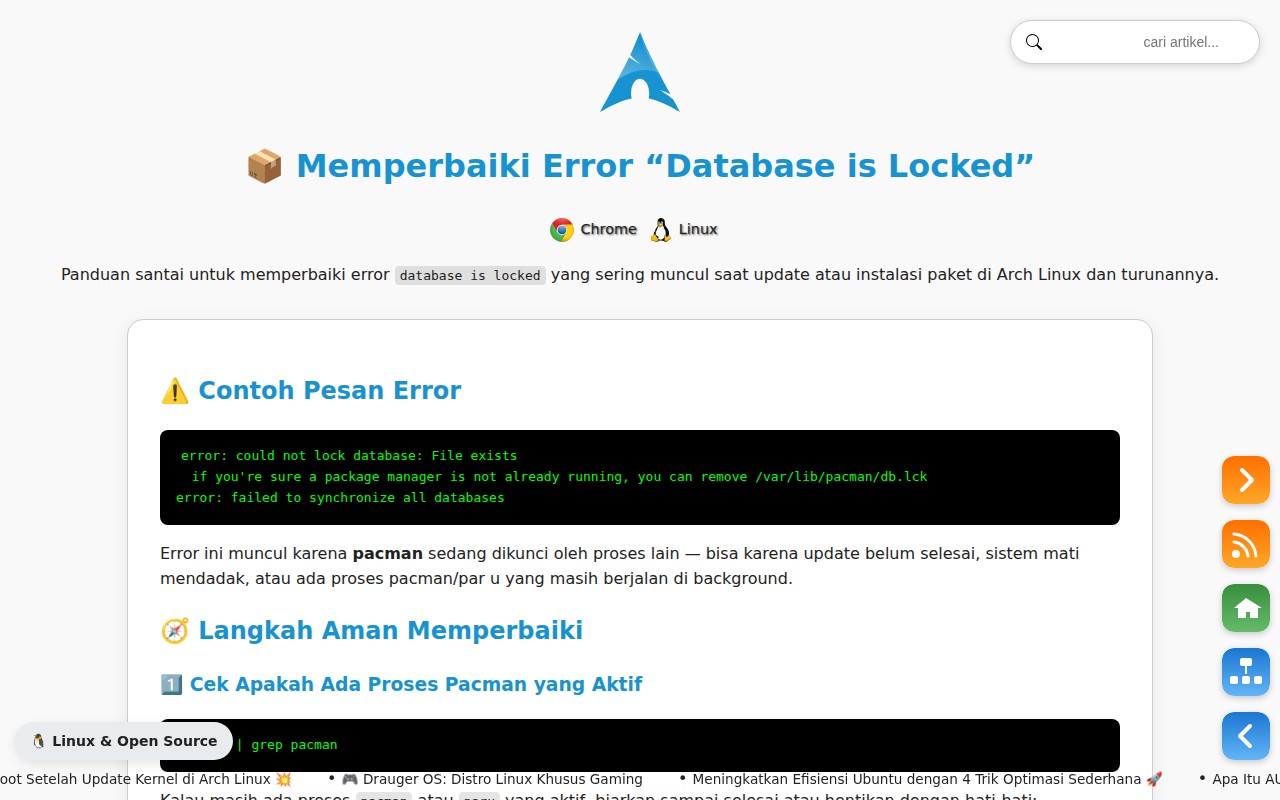 cari artikel...
📦 Memperbaiki Error “Database is Locked”
Chrome Linux
Panduan santai untuk memperbaiki error database is locked yang sering muncul saat update atau instalasi paket di Arch Linux dan turunannya.
⚠️ Contoh Pesan Error
error: could not lock database: File exists
if you're sure a package manager is not already running, you can remove /var/lib/pacman/db.lck
error: failed to synchronize all databases
Error ini muncul karena pacman sedang dikunci oleh proses lain — bisa karena update belum selesai, sistem mati
mendadak, atau ada proses pacman/par u yang masih berjalan di background.
🧭 Langkah Aman Memperbaiki
1️⃣ Cek Apakah Ada Proses Pacman yang Aktif
| grep pacman
🐧 Linux & Open Source
oot Setelah Update Kernel di Arch Linux 💥 • 🎮 Drauger OS: Distro Linux Khusus Gaming • Meningkatkan Efisiensi Ubuntu dengan 4 Trik Optimasi Sederhana 🚀 • Apa Itu AU
Kalau masih ada proses pacman atau paru yang aktif, biarkan sampai selesai atau hentikan dengan hati-hati: